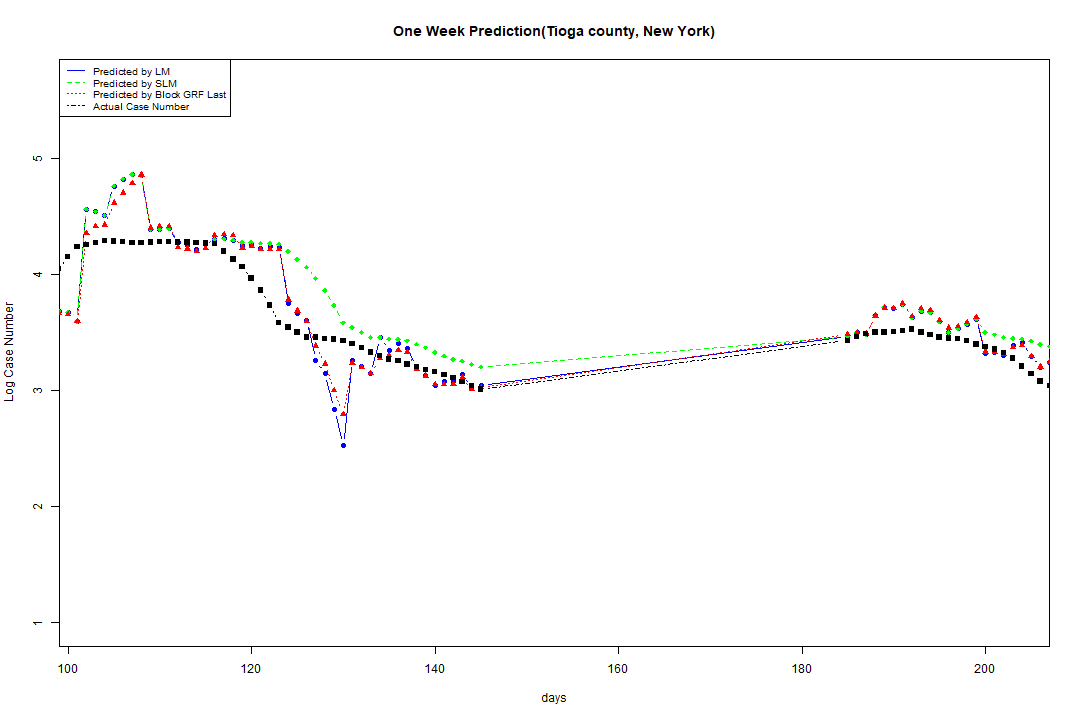 One Week Prediction(Tioga county, New York)
Predicted by LM
Predicted by SLM
Predicted by Block GRF Last
Actual Case Number
5
4
3
2
1
Log Case Number
100 120 140 160 180 200
days